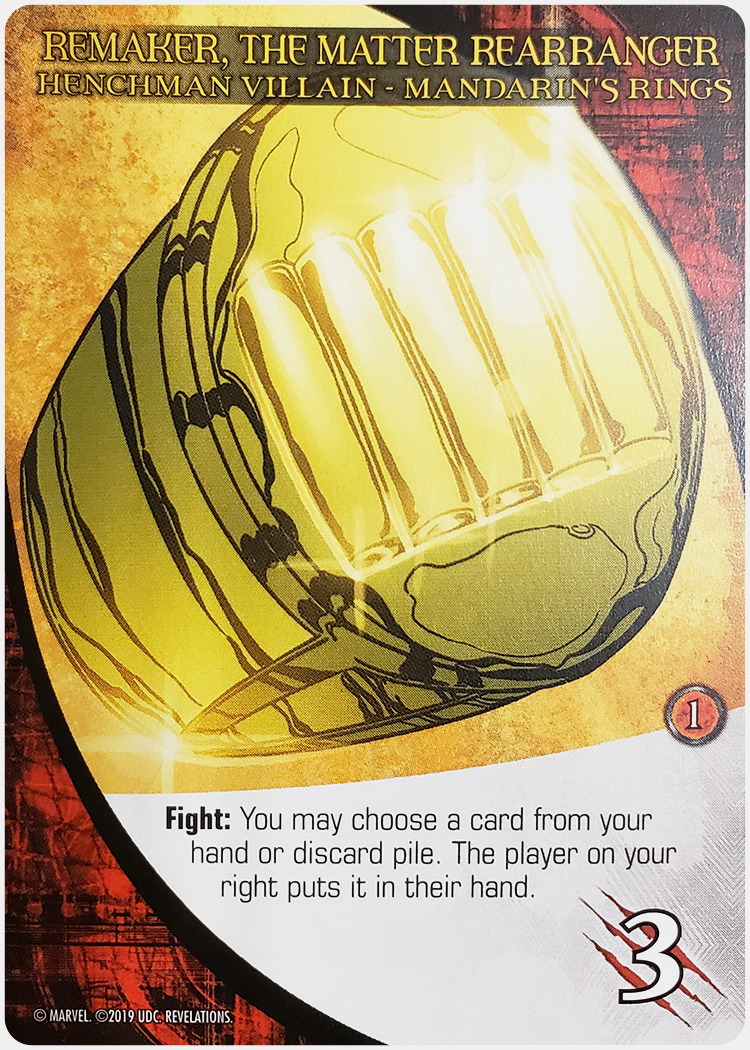 REMAKER, THE MATTER REARRANGER
HENCHMAN VILLAIN - MANDARIN'S RINGS
1
Fight: You may choose a card from your
hand or discard pile. The player on your
right puts it in their hand.
3
© MARVEL. ©2019 UDC. REVELATIONS.